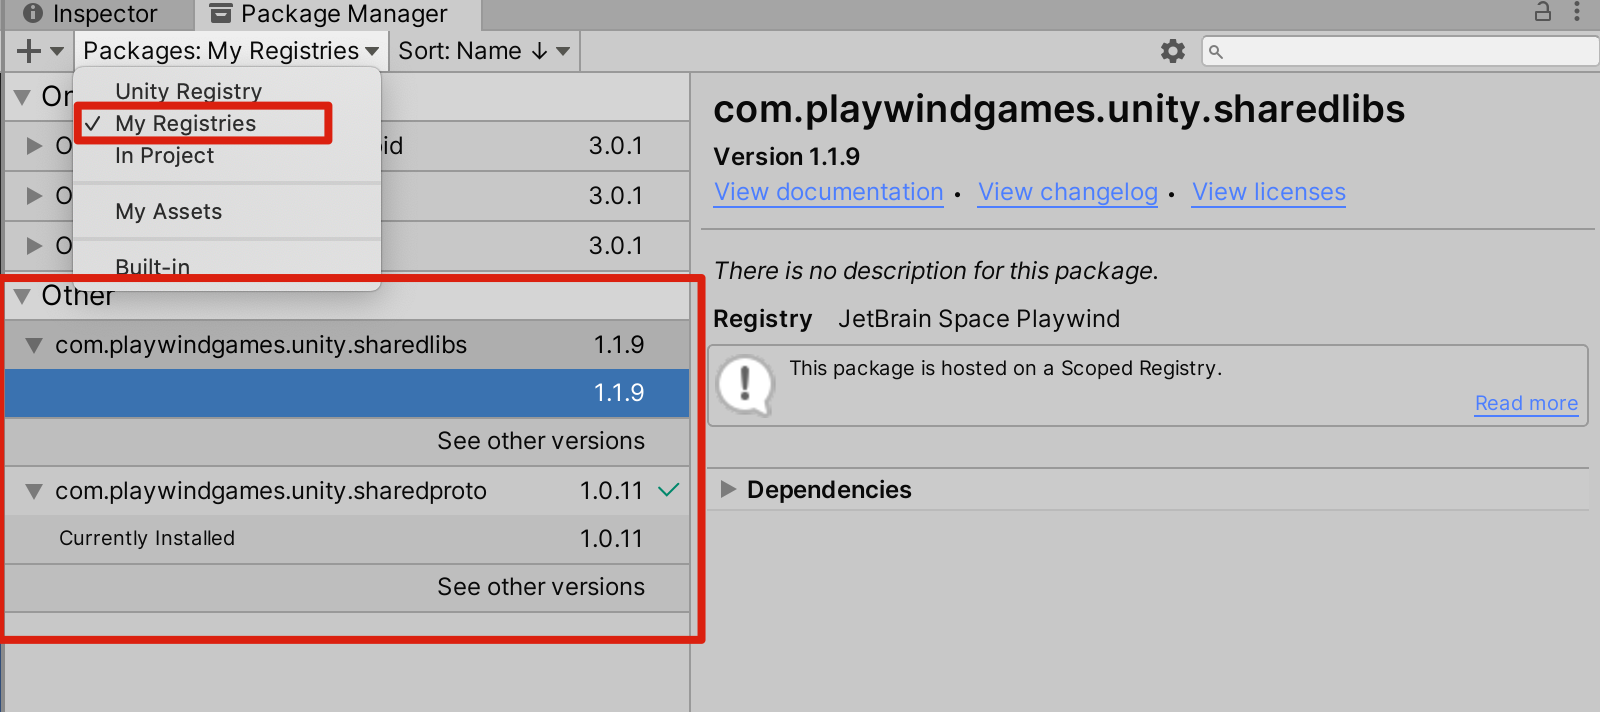 Inspector
Package Manager
Packages: My Registries
Sort: Name ↓
Unity Registry
✓ My Registries
In Project
My Assets
Built-in
id 3.0.1
3.0.1
3.0.1
Other
com.playwindgames.unity.sharedlibs 1.1.9
1.1.9
See other versions
com.playwindgames.unity.sharedproto 1.0.11 ✓
Currently Installed 1.0.11
See other versions
com.playwindgames.unity.sharedlibs
Version 1.1.9
View documentation • View changelog • View licenses
There is no description for this package.
Registry JetBrain Space Playwind
This package is hosted on a Scoped Registry.
Read more
Dependencies